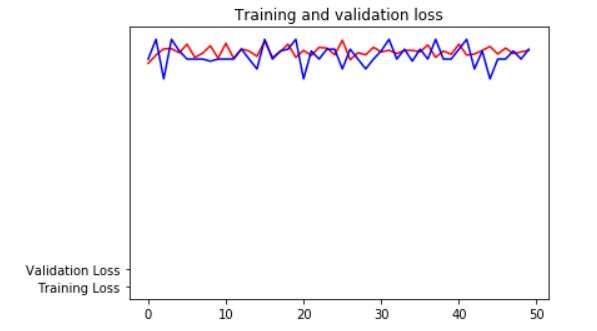 Training and validation loss
Validation Loss
Training Loss
0 10 20 30 40 50